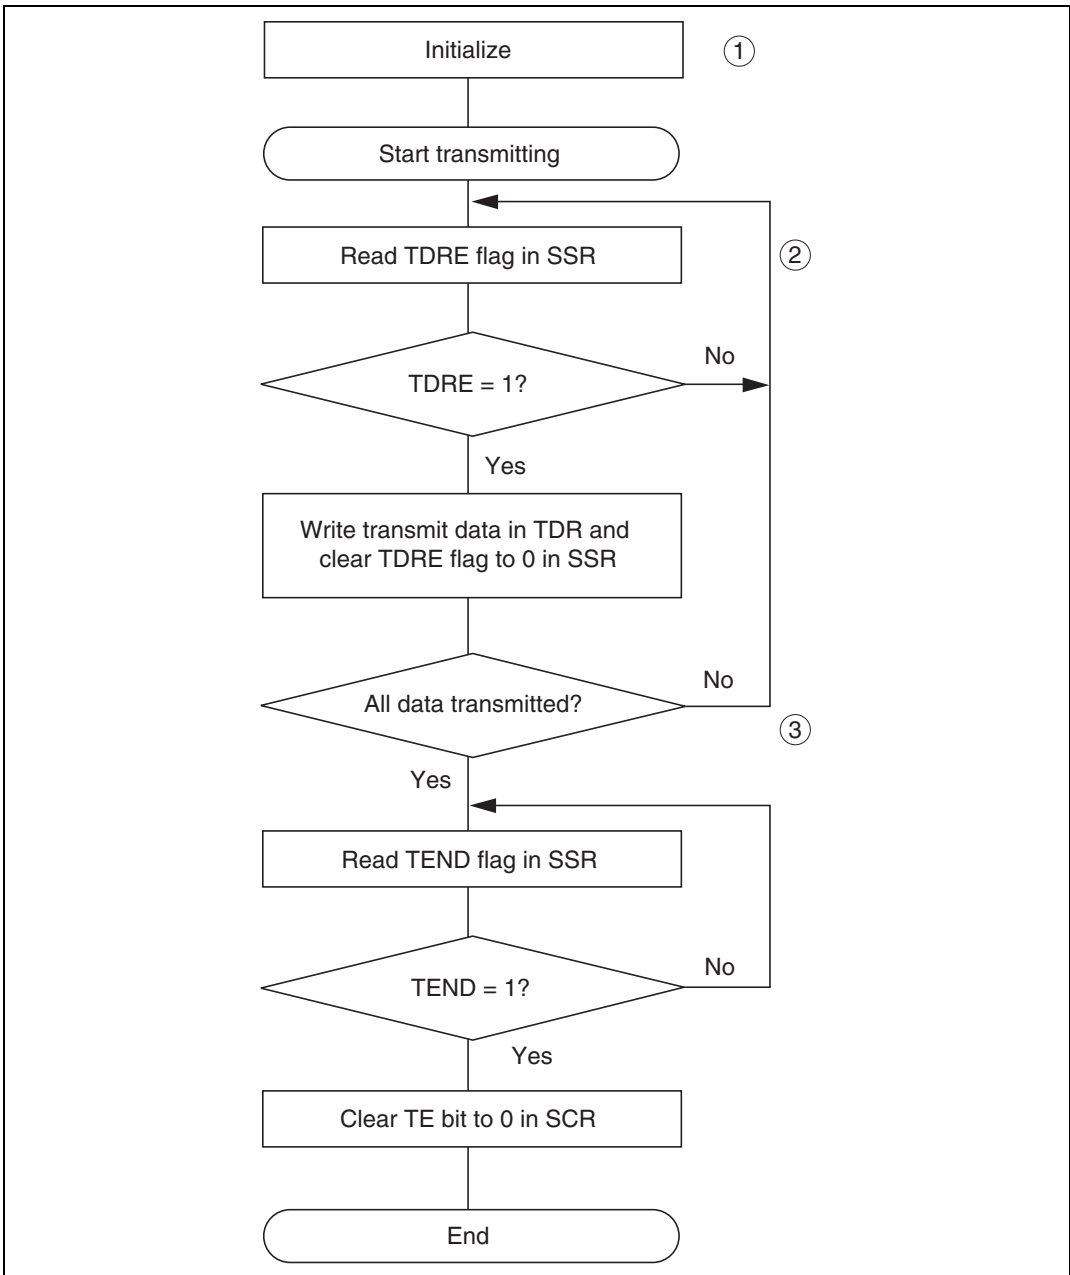 Initialize
①
Start transmitting
Read TDRE flag in SSR
②
No
TDRE = 1?
Yes
Write transmit data in TDR and
clear TDRE flag to 0 in SSR
No
All data transmitted?
③
Yes
Read TEND flag in SSR
No
TEND = 1?
Yes
Clear TE bit to 0 in SCR
End